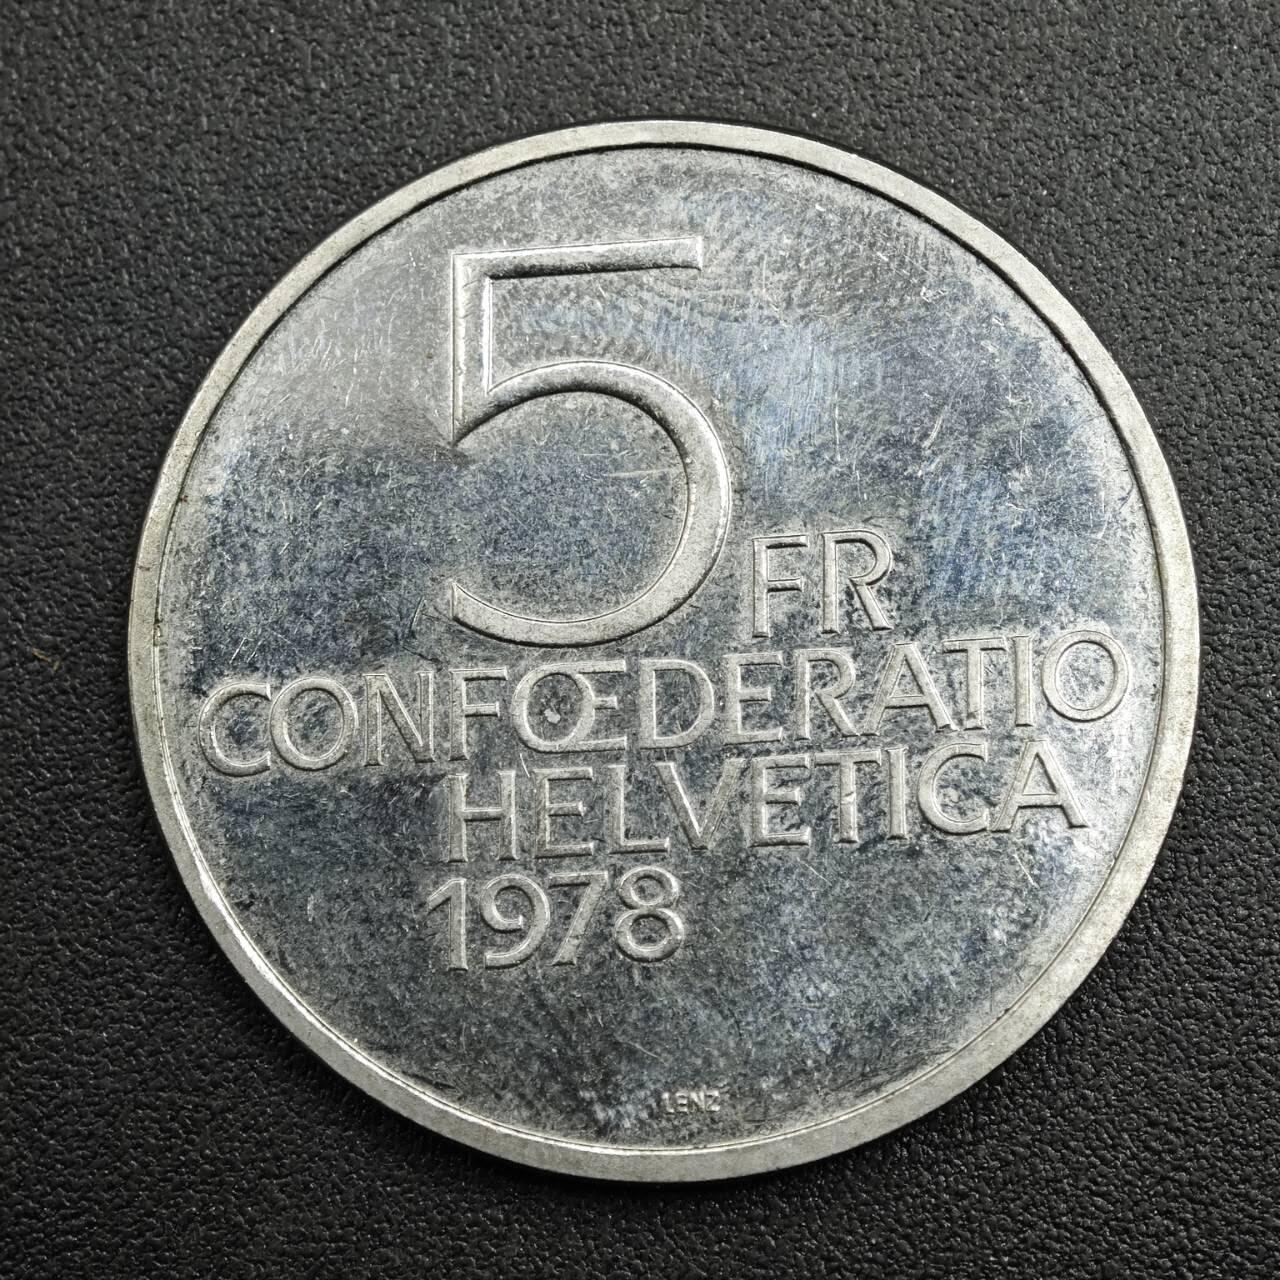 5 FR
CONFŒDERATIO
HELVETICA
1978
LENZ